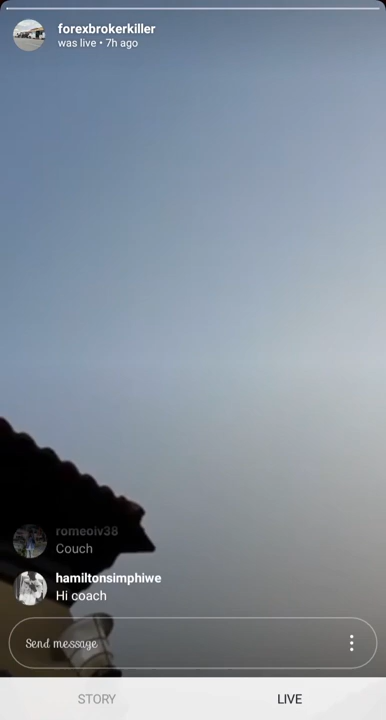 forexbrokerkiller
was live • 7h ago
romeoiv38
Couch
hamiltonsimphiwe
Hi coach
Send message
STORY
LIVE